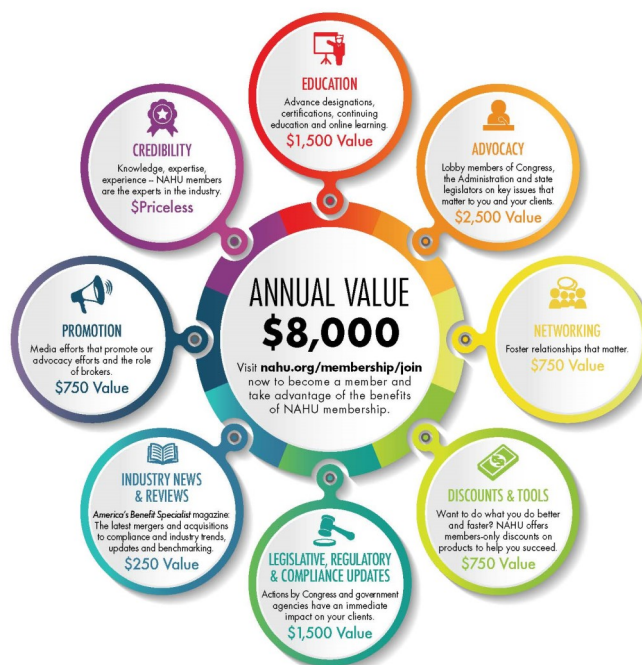 EDUCATION
Advance designations,
certifications, continuing
education and online learning.
$1,500 Value
ADVOCACY
Lobby members of Congress,
the Administration and state
legislators on key issues that
matter to you and your clients.
$2,500 Value
NETWORKING
Foster relationships that matter.
$750 Value
DISCOUNTS & TOOLS
Want to do what you do better
and faster? NAHU offers
members-only discounts on
products to help you succeed.
$750 Value
LEGISLATIVE, REGULATORY
& COMPLIANCE UPDATES
Actions by Congress and government
agencies have an immediate
impact on your clients.
$1,500 Value
INDUSTRY NEWS
& REVIEWS
America's Benefit Specialist magazine:
The latest mergers and acquisitions
to compliance and industry trends,
updates and benchmarking.
$250 Value
PROMOTION
Media efforts that promote our
advocacy efforts and the role
of brokers.
$750 Value
CREDIBILITY
Knowledge, expertise,
experience – NAHU members
are the experts in the industry.
$Priceless
ANNUAL VALUE
$8,000
Visit nahu.org/membership/join
now to become a member and
take advantage of the benefits
of NAHU membership.